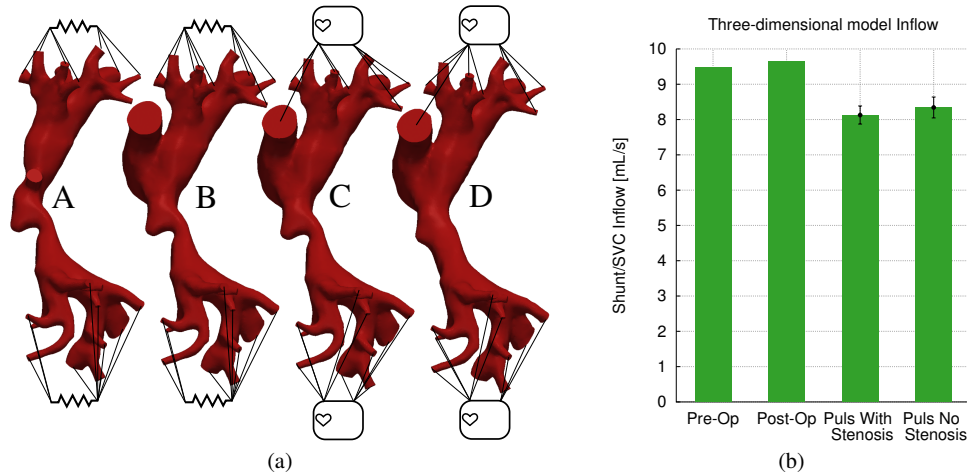 A
B
C
D
(a)
Three-dimensional model Inflow
Shunt/SVC Inflow [mL/s]
10
9
8
7
6
5
4
3
2
1
0
Pre-Op Post-Op Puls With Stenosis Puls No Stenosis
(b)